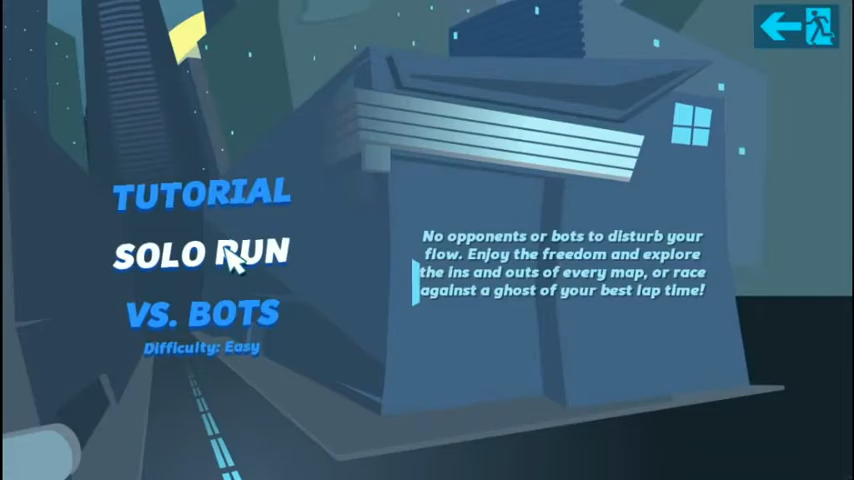 TUTORIAL
SOLO RUN
VS. BOTS
Difficulty: Easy
No opponents or bots to disturb your
flow. Enjoy the freedom and explore
the ins and outs of every map, or race
against a ghost of your best lap time!